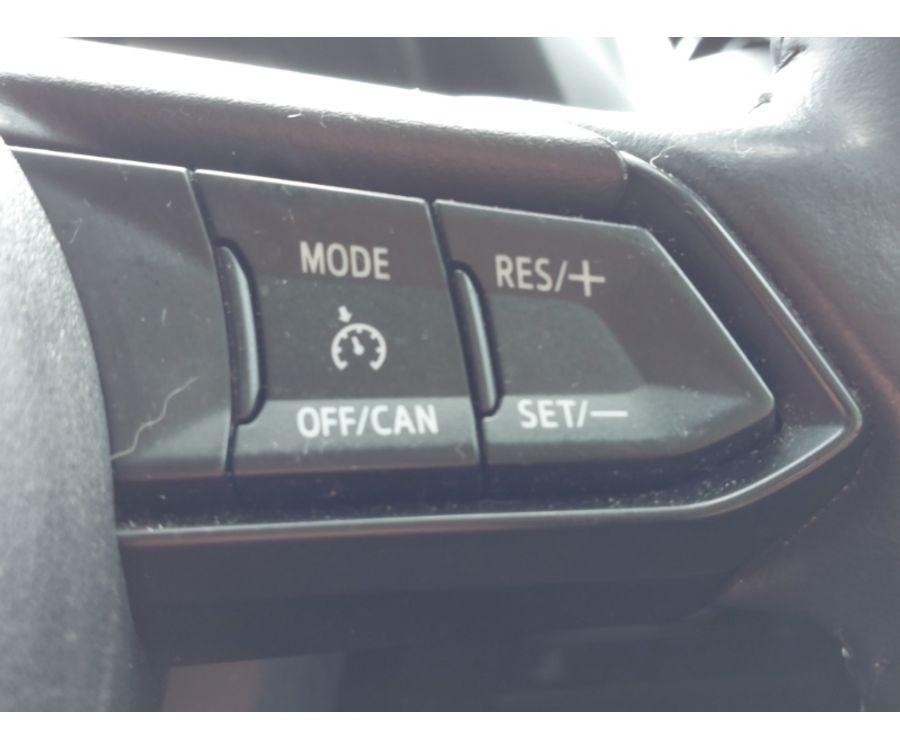 MODE
RES/+
OFF/CAN
SET/—